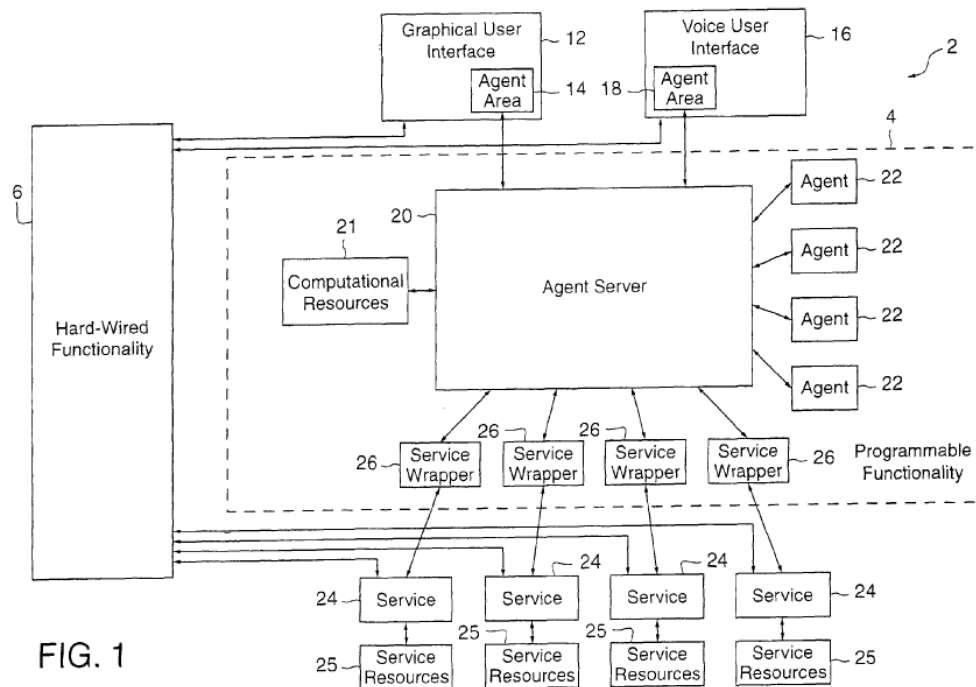 Graphical User
Interface
12
Agent
Area
14
Voice User
Interface
16
18
Agent
Area
2
4
6
Hard-Wired
Functionality
20
21
Computational
Resources
Agent Server
Agent
22
Agent
22
Agent
22
Agent
22
26
Service
Wrapper
26
Service
Wrapper
26
Service
Wrapper
Service
Wrapper
26
Programmable
Functionality
24
Service
24
Service
24
Service
Service
24
25
Service
Resources
25
Service
Resources
25
Service
Resources
Service
Resources
25
FIG. 1